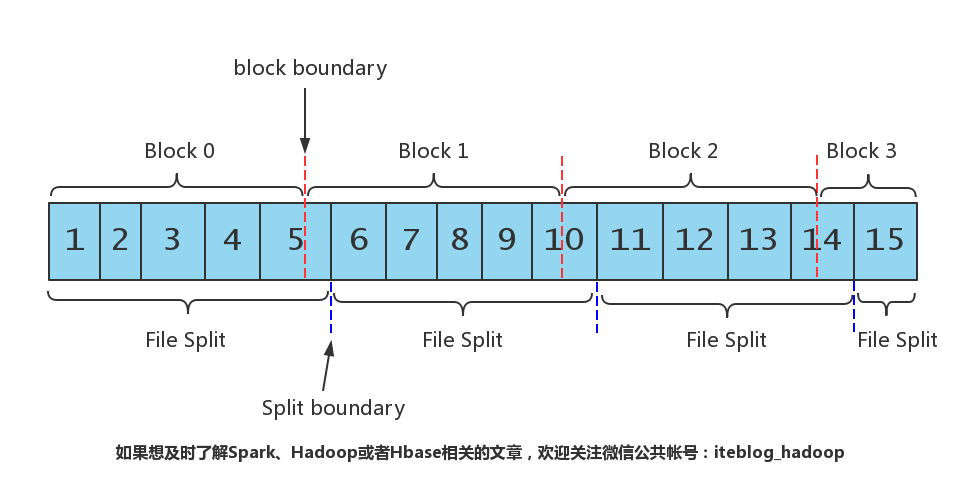 block boundary
Block 0 Block 1 Block 2 Block 3
1 2 3 4 5 6 7 8 9 10 11 12 13 14 15
File Split File Split File Split File Split
Split boundary
如果想及时了解Spark、Hadoop或者Hbase相关的文章，欢迎关注微信公共帐号：iteblog_hadoop